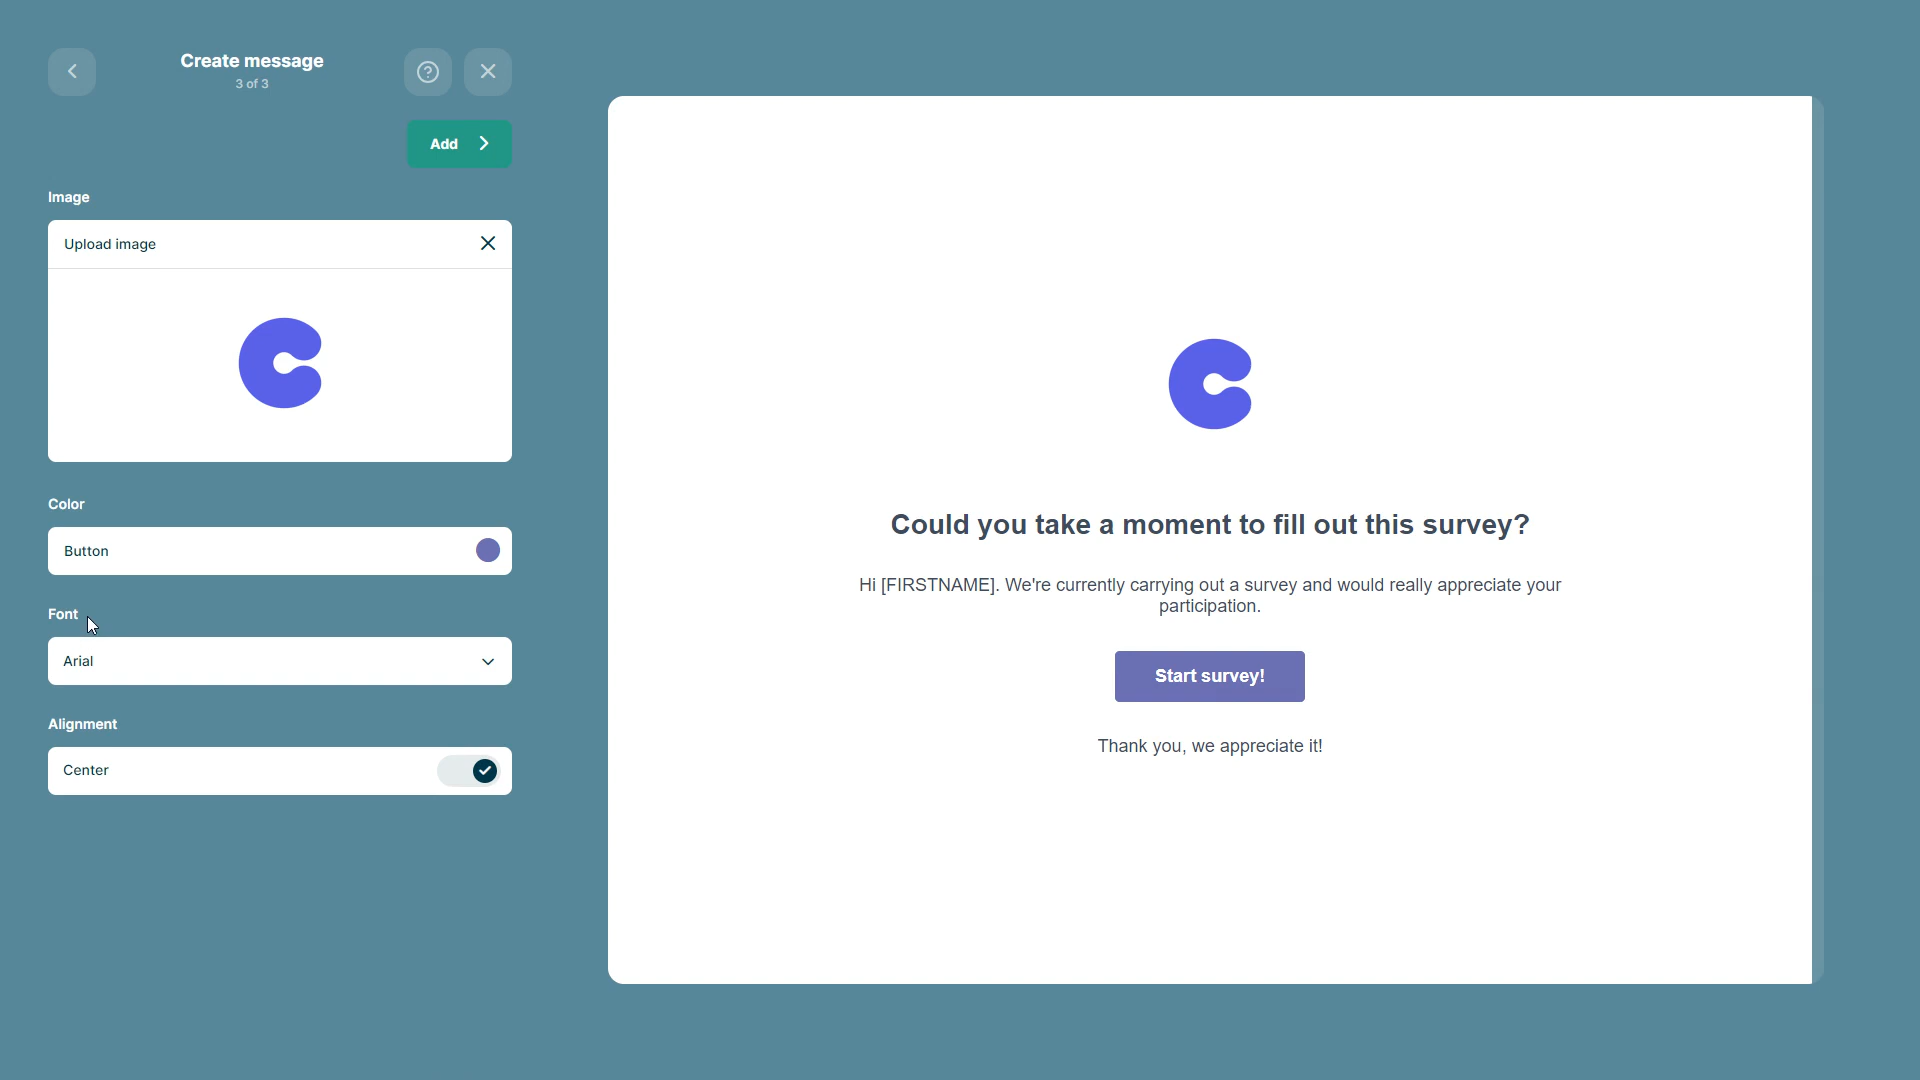 Create message
3 of 3
Add
Image
Upload image
Color
Button
Font
Arial
Alignment
Center
Could you take a moment to fill out this survey?
Hi [FIRSTNAME]. We're currently carrying out a survey and would really appreciate your
participation.
Start survey!
Thank you, we appreciate it!